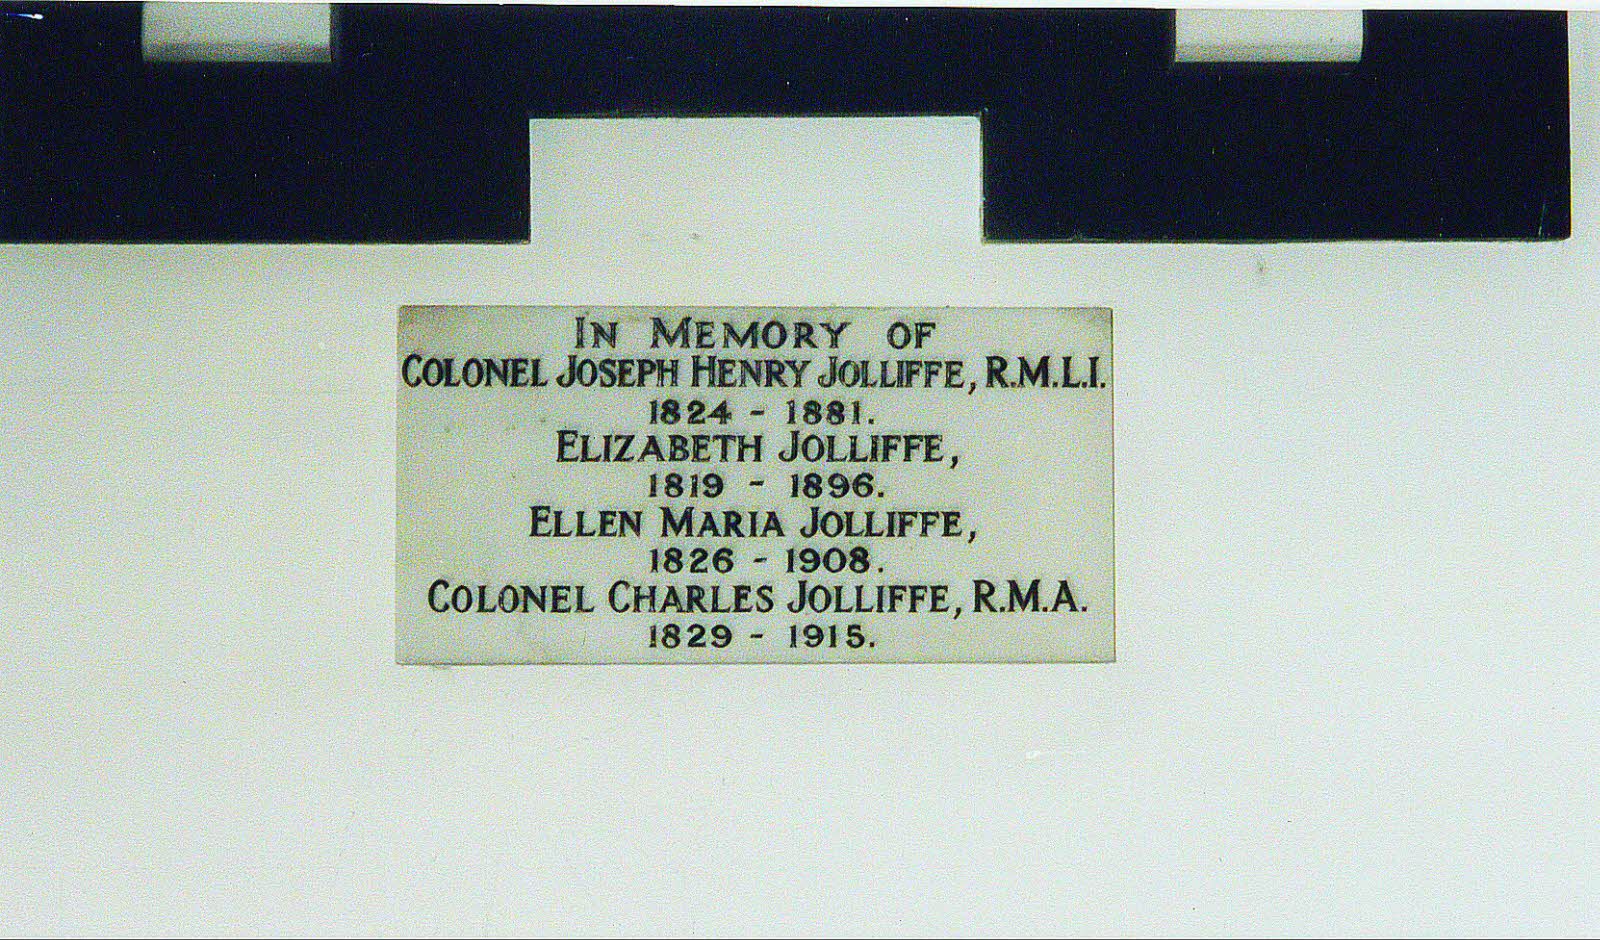 IN MEMORY OF
COLONEL JOSEPH HENRY JOLLIFFE, R.M.L.I.
1824 - 1881.
ELIZABETH JOLLIFFE,
1819 - 1896.
ELLEN MARIA JOLLIFFE,
1826 - 1908.
COLONEL CHARLES JOLLIFFE, R.M.A.
1829 - 1915.